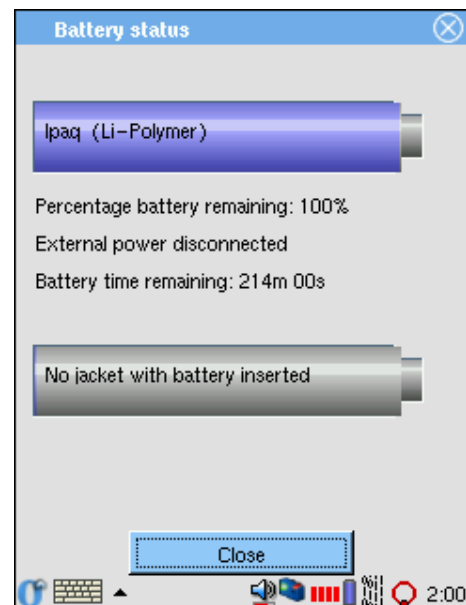 Battery status
Ipaq (Li-Polymer)
Percentage battery remaining: 100%
External power disconnected
Battery time remaining: 214m 00s
No jacket with battery inserted
Close
2:00